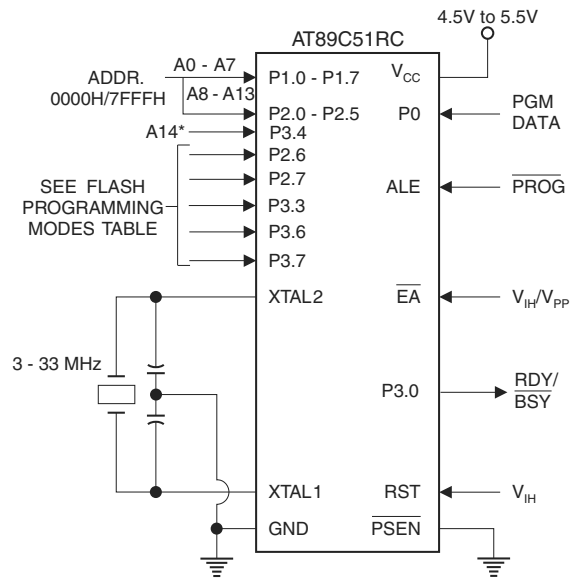 4.5V to 5.5V
AT89C51RC
A0 - A7
ADDR.
0000H/7FFFH
P1.0 - P1.7
VCC
A8 - A13
P2.0 - P2.5
P0
PGM
DATA
A14*
P3.4
P2.6
P2.7
SEE FLASH
PROGRAMMING
MODES TABLE
ALE
PROG
P3.3
P3.6
P3.7
XTAL2
EA
VIH/VPP
3 - 33 MHz
P3.0
RDY/
BSY
XTAL1
RST
VIH
GND
PSEN